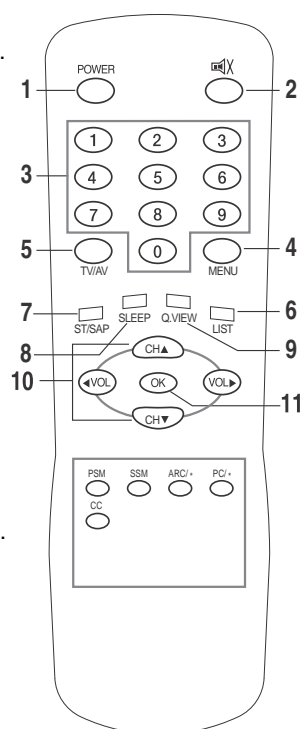 POWER
1 2
1 2 3
3 4 5 6
7 8 9
5 0 4
TV/AV MENU
7 SLEEP Q.VIEW 6
ST/SAP LIST
8 9
CH▲
10 ◀VOL OK VOL▶
11
CH▼
PSM SSM ARC/* PC/*
CC